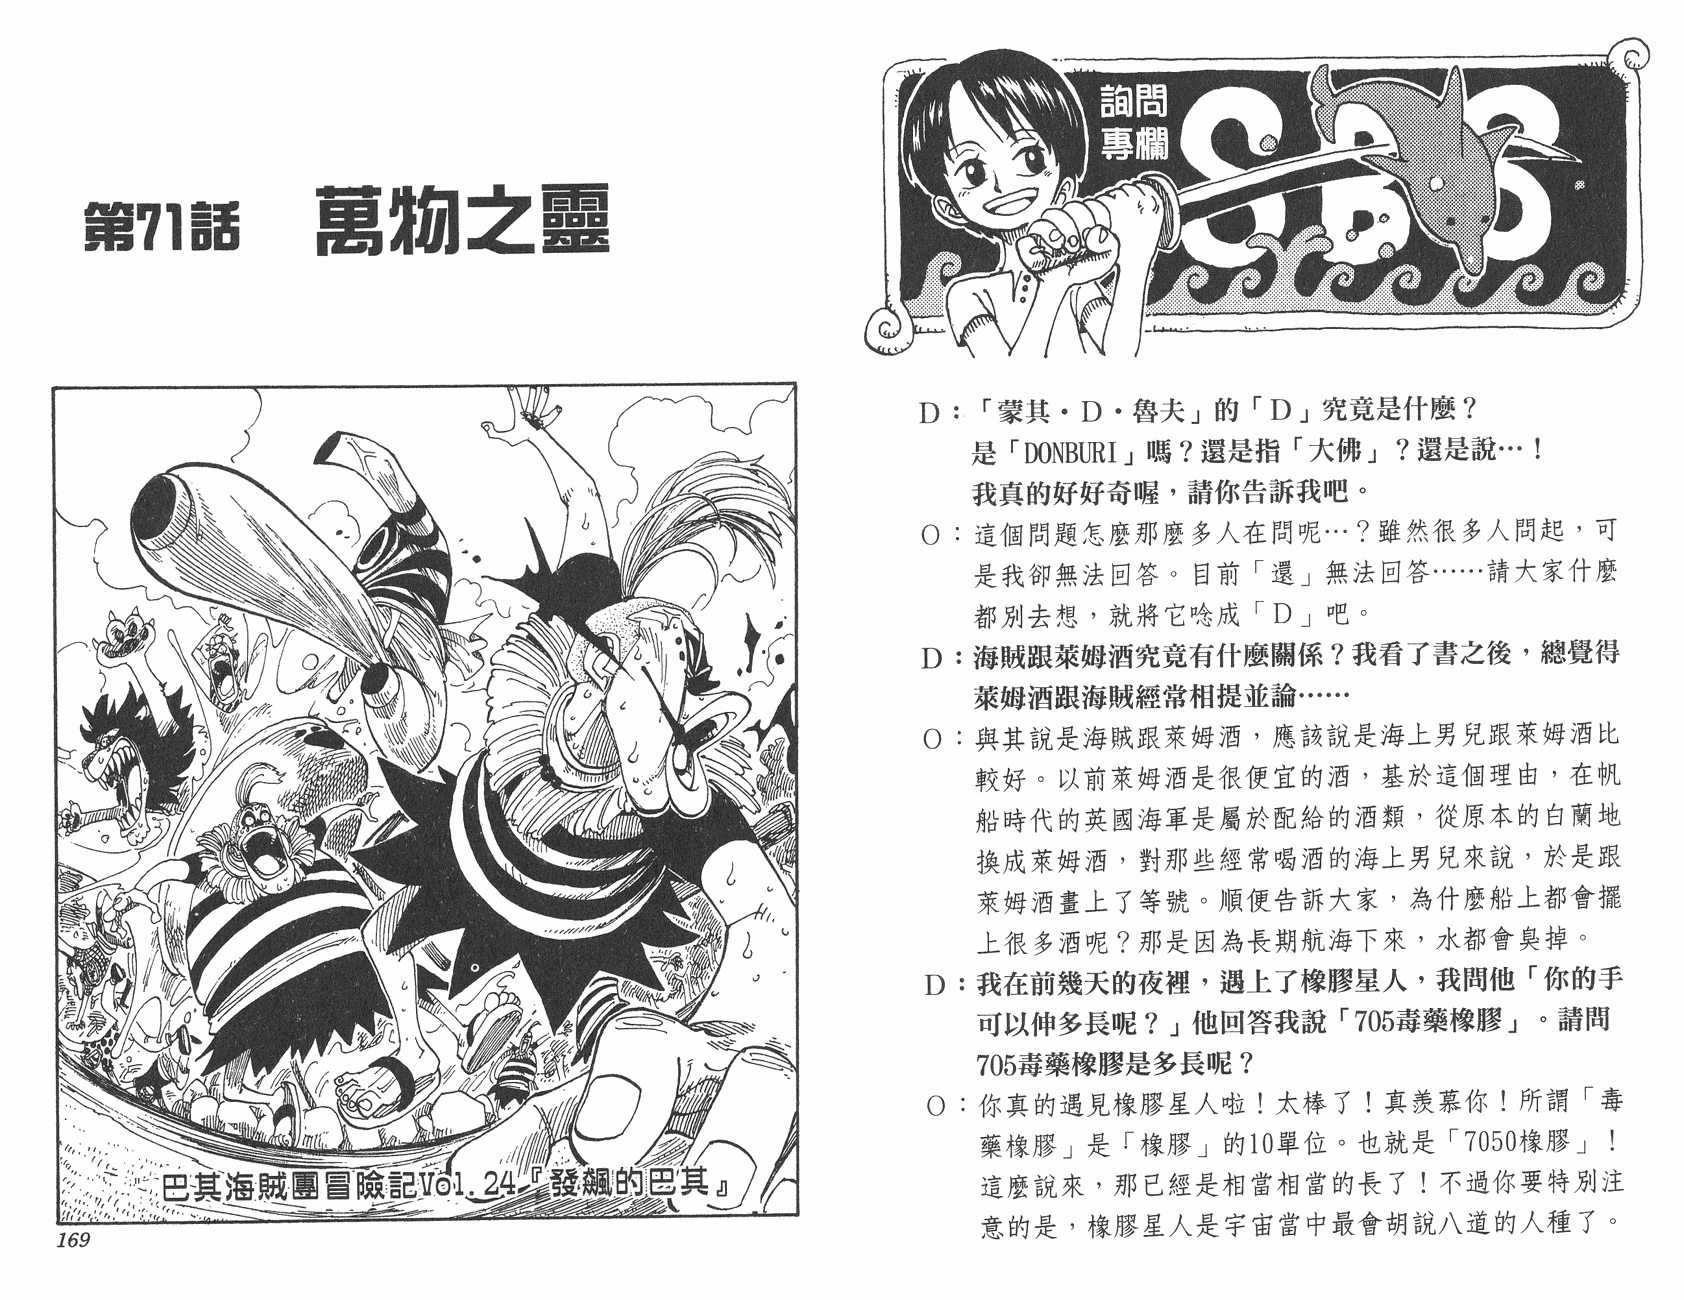 詢問
專欄
SBS
D：「蒙其・D・魯夫」的「D」究竟是什麼？
是「DONBURI」嗎？還是指「大佛」？還是說…！
我真的好好奇喔，請你告訴我吧。
O：這個問題怎麼那麼多人在問呢…？雖然很多人問起，可
是我卻無法回答。目前「還」無法回答……請大家什麼
都別去想，就將它唸成「D」吧。
D：海賊跟萊姆酒究竟有什麼關係？我看了書之後，總覺得
萊姆酒跟海賊經常相提並論……
O：與其說是海賊跟萊姆酒，應該說是海上男兒跟萊姆酒比
較好。以前萊姆酒是很便宜的酒，基於這個理由，在帆
船時代的英國海軍是屬於配給的酒類，從原本的白蘭地
換成萊姆酒，對那些經常喝酒的海上男兒來說，於是跟
萊姆酒畫上了等號。順便告訴大家，為什麼船上都會擺
上很多酒呢？那是因為長期航海下來，水都會臭掉。
D：我在前幾天的夜裡，遇上了橡膠星人，我問他「你的手
可以伸多長呢？」他回答我說「705毒藥橡膠」。請問
705毒藥橡膠是多長呢？
O：你真的遇見橡膠星人啦！太棒了！真羨慕你！所謂「毒
藥橡膠」是「橡膠」的10單位。也就是「7050橡膠」！
這麼說來，那已經是相當相當的長了！不過你要特別注
意的是，橡膠星人是宇宙當中最會胡說八道的人種了。
第71話　萬物之靈
巴其海賊團冒險記Vol.24『發飆的巴其』
169